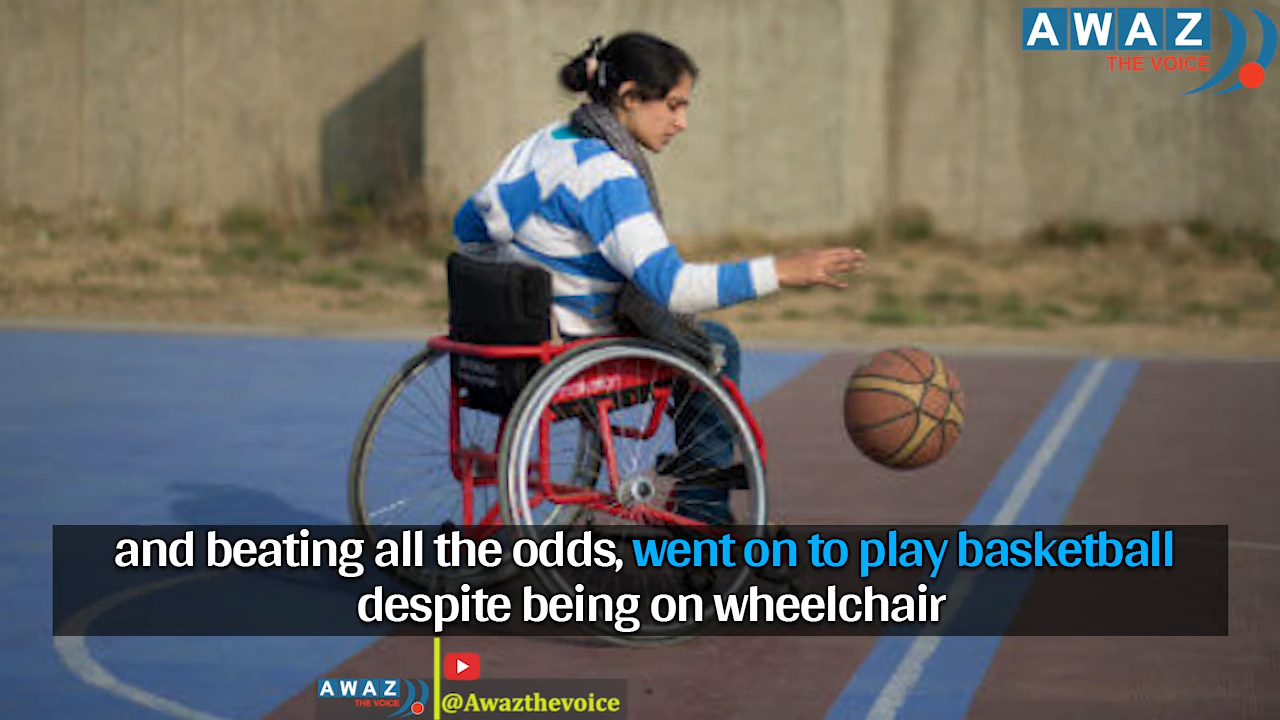 AWAZ
THE VOICE
and beating all the odds, went on to play basketball
despite being on wheelchair
AWAZ
THE VOICE
@Awazthevoice